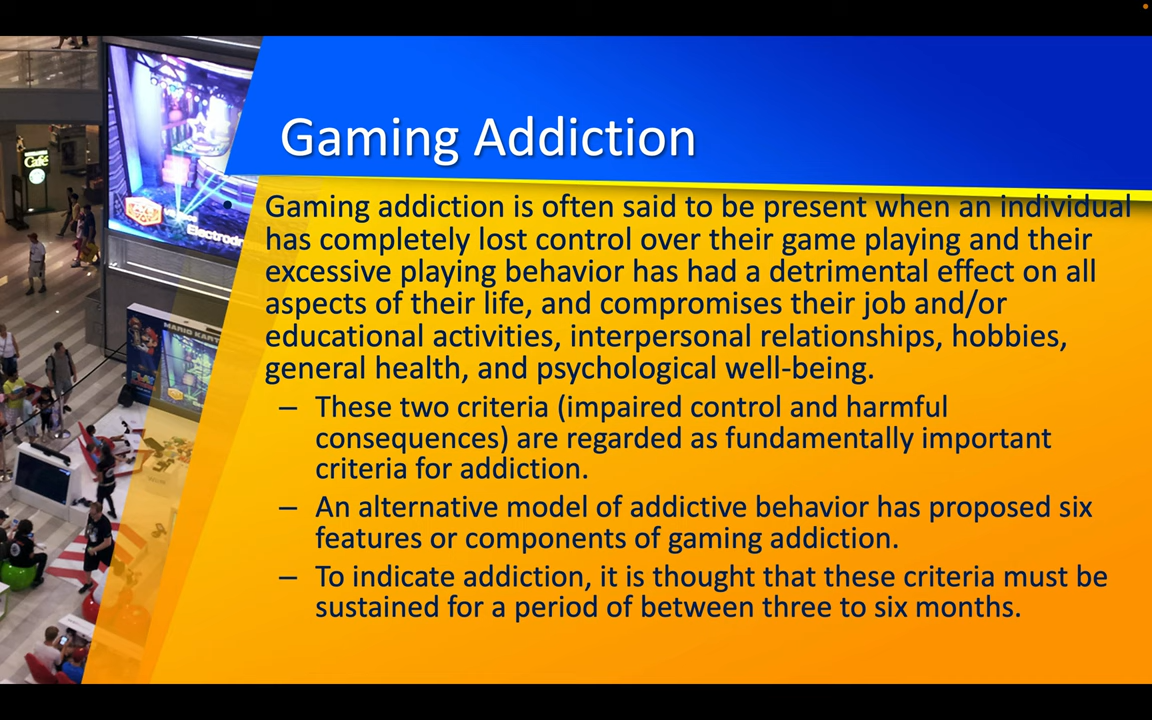 Café
Electrodr
MARIO KART
Gaming Addiction
Gaming addiction is often said to be present when an individual
has completely lost control over their game playing and their
excessive playing behavior has had a detrimental effect on all
aspects of their life, and compromises their job and/or
educational activities, interpersonal relationships, hobbies,
general health, and psychological well-being.
– These two criteria (impaired control and harmful
consequences) are regarded as fundamentally important
criteria for addiction.
– An alternative model of addictive behavior has proposed six
features or components of gaming addiction.
– To indicate addiction, it is thought that these criteria must be
sustained for a period of between three to six months.